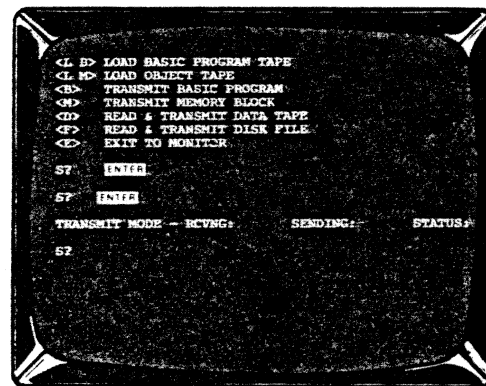 <L B> LOAD BASIC PROGRAM TAPE
<L M> LOAD OBJECT TAPE
<B> TRANSMIT BASIC PROGRAM
<M> TRANSMIT MEMORY BLOCK
<D> READ & TRANSMIT DATA TAPE
<F> READ & TRANSMIT DISK FILE
<E> EXIT TO MONITOR
S? ENTER
S? ENTER
TRANSMIT MODE - RCVNG: SENDING: STATUS:
S?